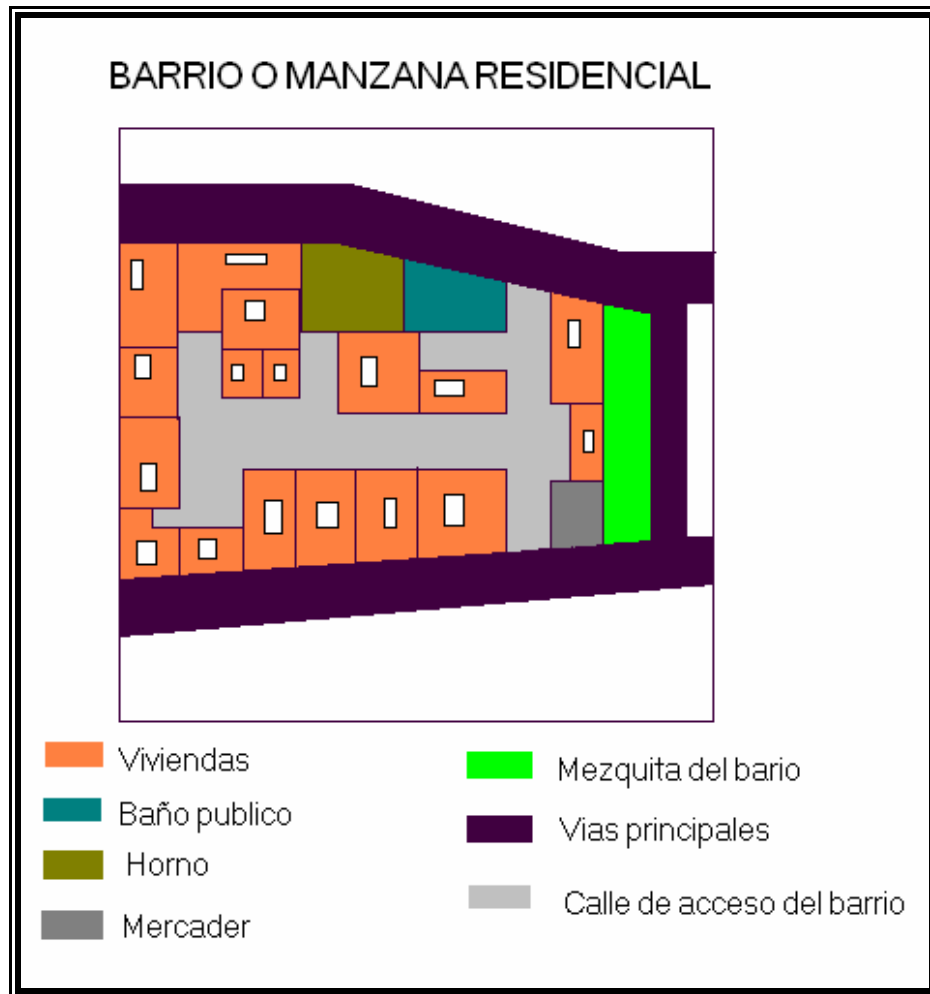 BARRIO O MANZANA RESIDENCIAL
Viviendas
Baño publico
Horno
Mercader
Mezquita del bario
Vias principales
Calle de acceso del barrio